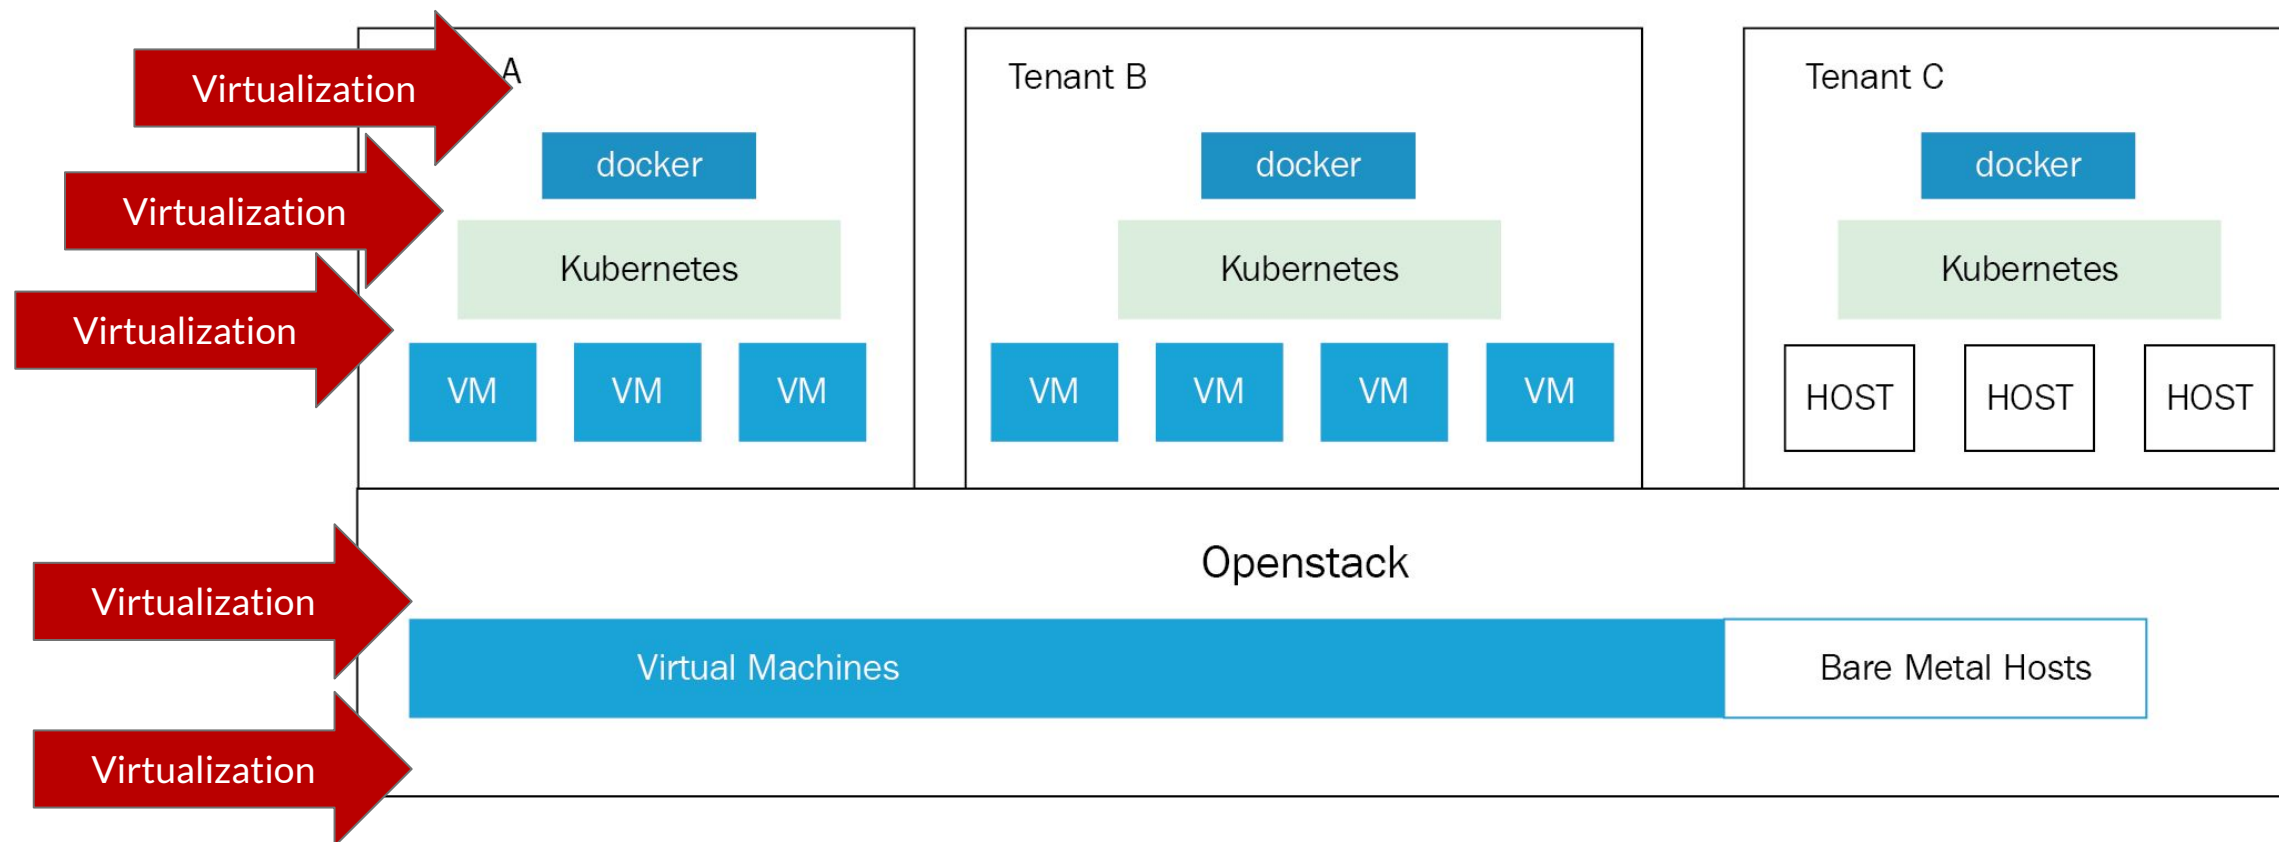 Virtualization
A
Tenant B
Tenant C
docker
docker
docker
Virtualization
Kubernetes
Kubernetes
Kubernetes
Virtualization
VM
VM
VM
VM
VM
VM
VM
HOST
HOST
HOST
Openstack
Virtualization
Virtual Machines
Bare Metal Hosts
Virtualization